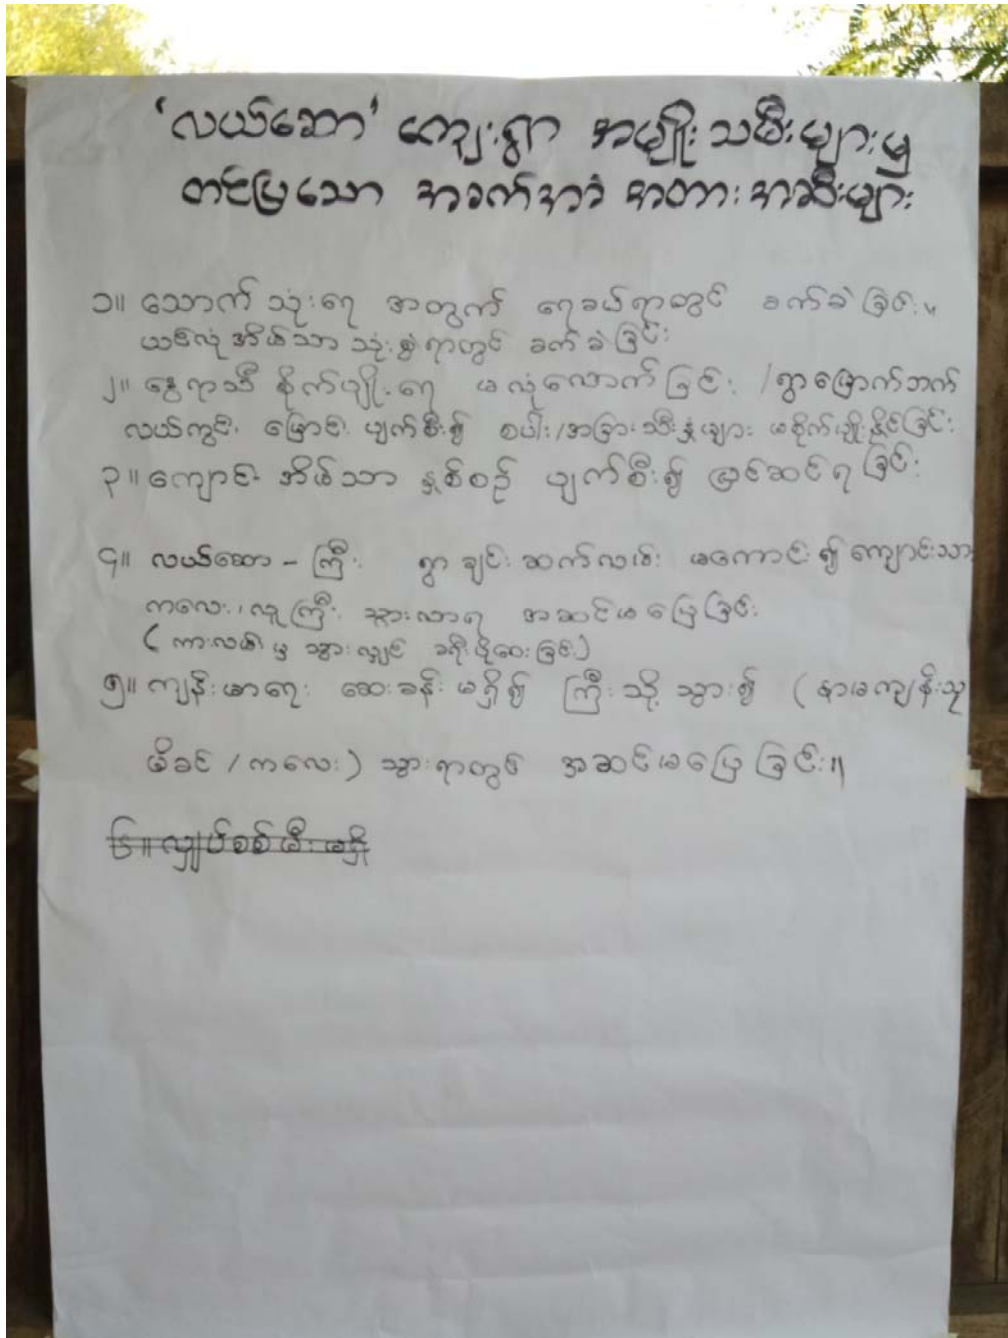 ‘လယ်ဆော’ ကျေးရွာ အမျိုးသမီးများမှ
တင်ပြသော အခက်အခဲ အတားအဆီးများ
၁။ သောက်သုံးရေ အတွက် ရေခပ်ရာတွင် ခက်ခဲခြင်း။
ယင်လုံအိမ်သာ သုံးစွဲရာတွင် ခက်ခဲခြင်း
၂။ နွေရာသီ စိုက်ပျိုးရေ မလုံလောက်ခြင်း /ရွာမြောက်ဘက်
လယ်ကွင်း မြောင်း ပျက်စီး၍ စပါး/အခြားသီးနှံများ မစိုက်ပျိုးနိုင်ခြင်း
၃။ ကျောင်း အိမ်သာ နှစ်စဉ် ပျက်စီး၍ ပြင်ဆင်ရခြင်း
၄။ လယ်ဆော - ကြီး ရွာချင်း ဆက်လမ်း မကောင်း၍ ကျောင်းသား
ကလေး၊ လူကြီး သွားလာရ အဆင်မပြေခြင်း
( ကားလမ်းမှ သွားလျှင် ခရီးပိုဝေးခြင်း)
၅။ ကျန်းမာရေး ဆေးခန်း မရှိ၍ ကြီးသို့ သွား၍ ( နာမကျန်းသူ
မိခင် / ကလေး) သွားရာတွင် အဆင်မပြေခြင်း။
၆။ လျှပ်စစ်မီး မရှိ